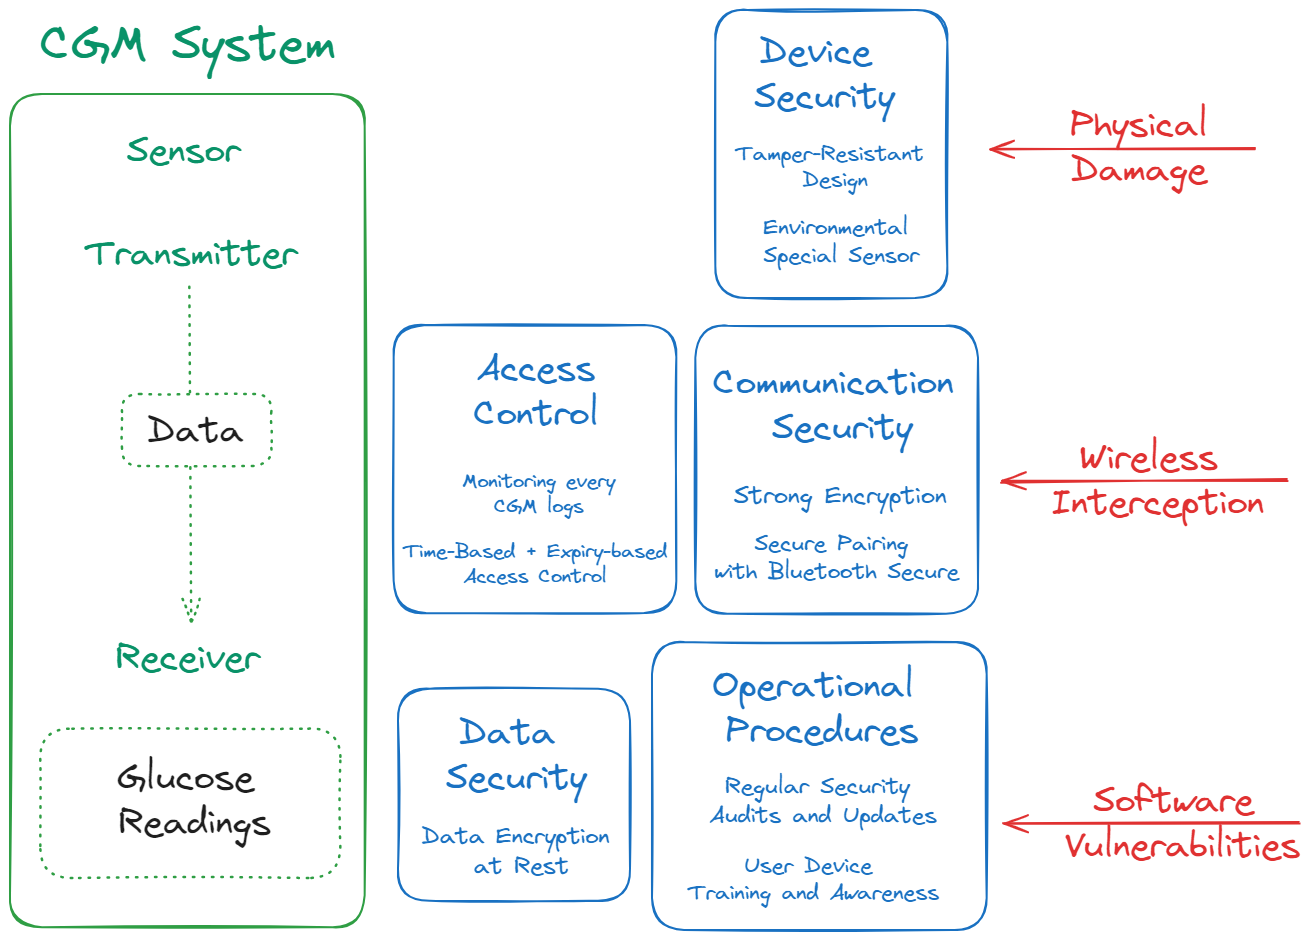 CGM System
Sensor
Transmitter
Data
Receiver
Glucose
Readings
Device
Security
Tamper-Resistant
Design
Environmental
Special Sensor
Physical
Damage
Access
Control
Monitoring every
CGM logs
Time-Based + Expiry-based
Access Control
Communication
Security
Strong Encryption
Secure Pairing
with Bluetooth Secure
Wireless
Interception
Data
Security
Data Encryption
at Rest
Operational
Procedures
Regular Security
Audits and Updates
User Device
Training and Awareness
Software
Vulnerabilities